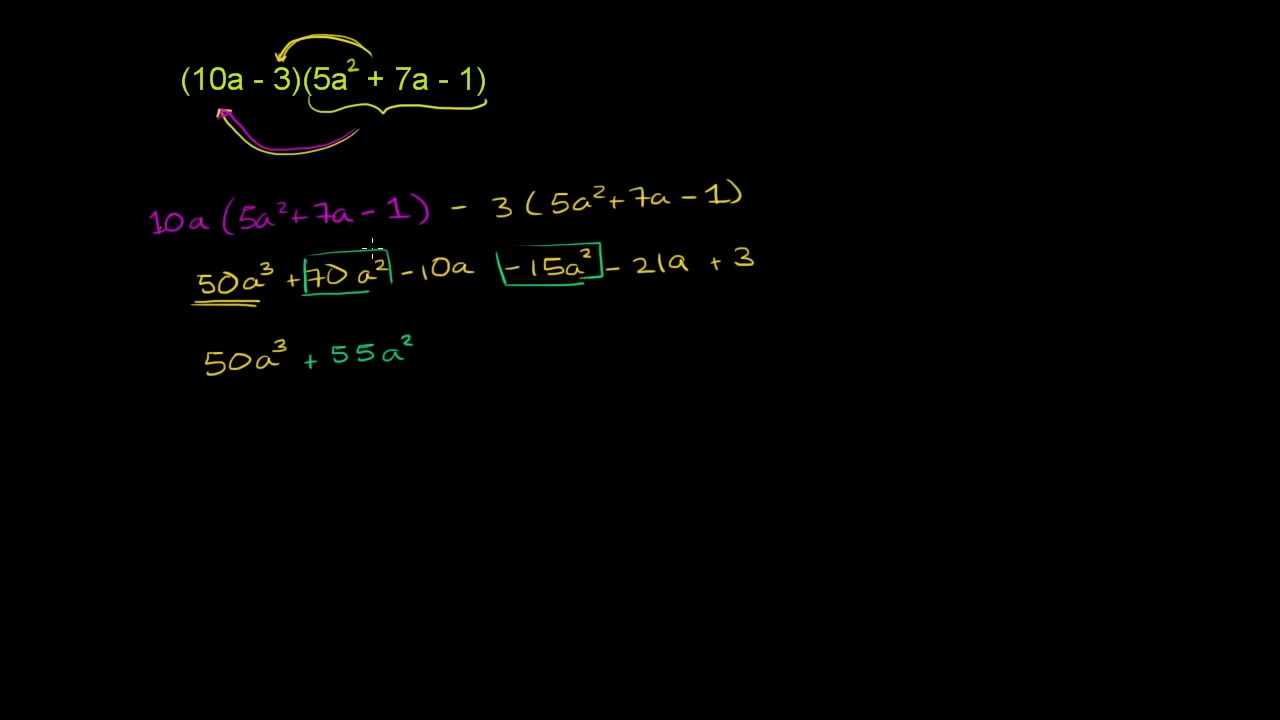 (10a - 3)(5a² + 7a - 1)
10a (5a² + 7a - 1) - 3 (5a² + 7a - 1)
50a³ + 70a² - 10a - 15a² - 21a + 3
50a³ + 55a²